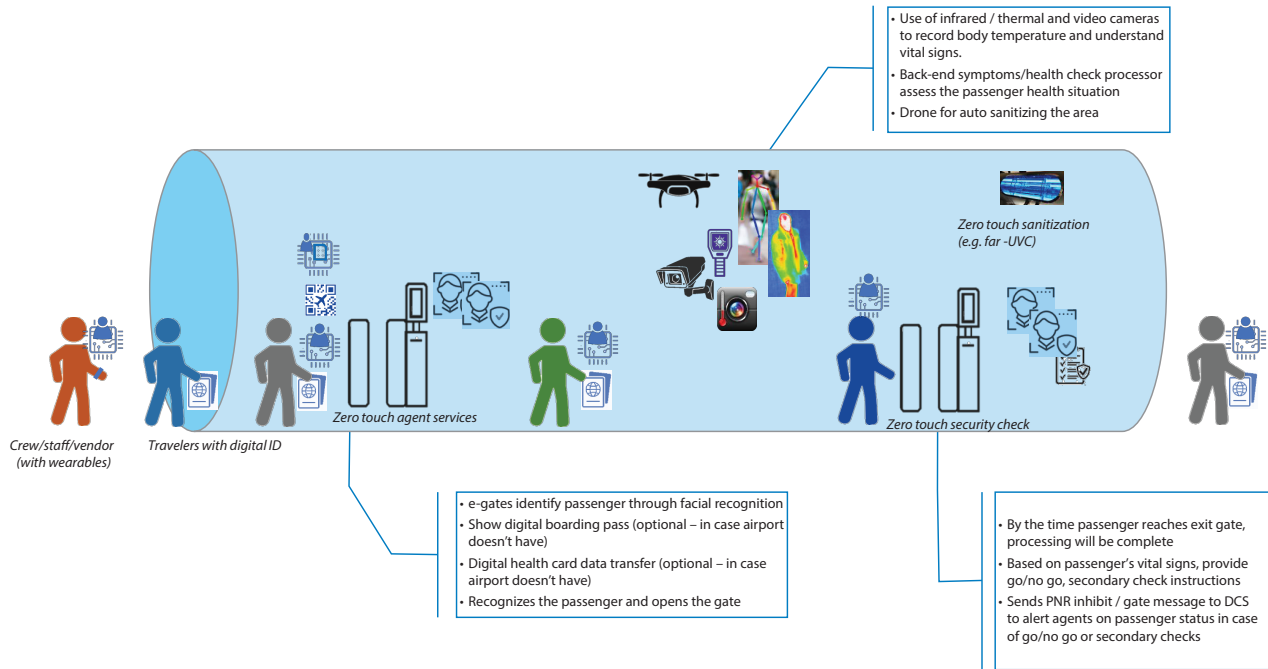 • Use of infrared / thermal and video cameras
to record body temperature and understand
vital signs.
• Back-end symptoms/health check processor
assess the passenger health situation
• Drone for auto sanitizing the area
Zero touch sanitization
(e.g. far -UVC)
Zero touch agent services
Zero touch security check
Crew/staff/vendor
(with wearables)
Travelers with digital ID
• e-gates identify passenger through facial recognition
• Show digital boarding pass (optional – in case airport
doesn't have)
• Digital health card data transfer (optional – in case
airport doesn't have)
• Recognizes the passenger and opens the gate
• By the time passenger reaches exit gate,
processing will be complete
• Based on passenger's vital signs, provide
go/no go, secondary check instructions
• Sends PNR inhibit / gate message to DCS
to alert agents on passenger status in case
of go/no go or secondary checks